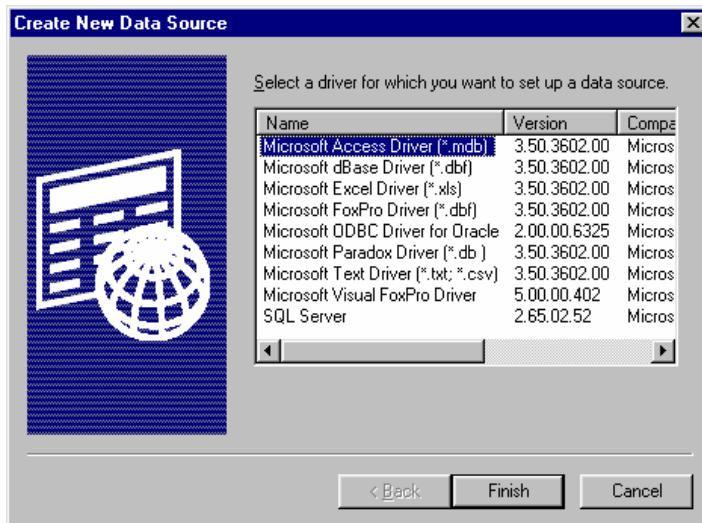 Create New Data Source
Select a driver for which you want to set up a data source.
Name Version Compa
Microsoft Access Driver (*.mdb) 3.50.3602.00 Micros
Microsoft dBase Driver (*.dbf) 3.50.3602.00 Micros
Microsoft Excel Driver (*.xls) 3.50.3602.00 Micros
Microsoft FoxPro Driver (*.dbf) 3.50.3602.00 Micros
Microsoft ODBC Driver for Oracle 2.00.00.6325 Micros
Microsoft Paradox Driver (*.db ) 3.50.3602.00 Micros
Microsoft Text Driver (*.txt; *.csv) 3.50.3602.00 Micros
Microsoft Visual FoxPro Driver 5.00.00.402 Micros
SQL Server 2.65.02.52 Micros
< Back Finish Cancel